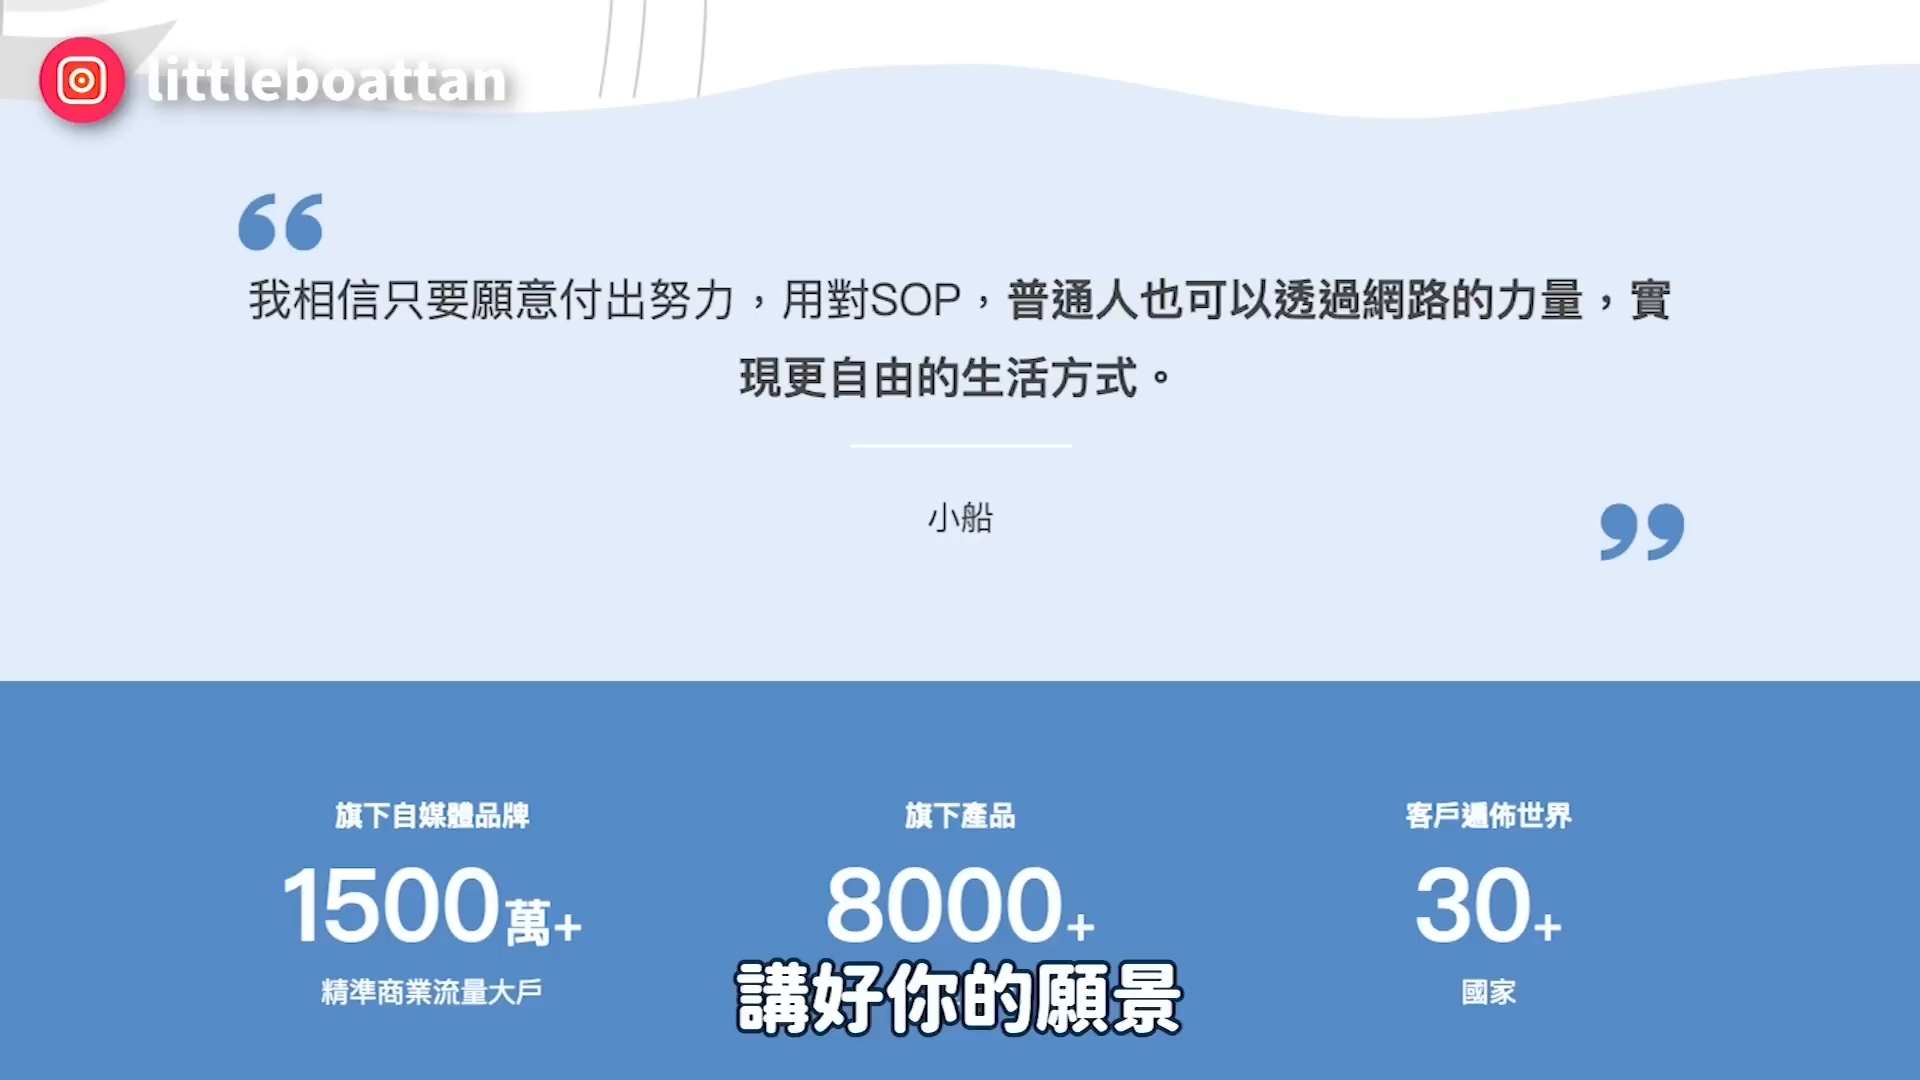 littleboattan
我相信只要願意付出努力，用對SOP，普通人也可以透過網路的力量，實
現更自由的生活方式。
小船
旗下自媒體品牌
旗下產品
客戶遍佈世界
1500萬+
8000+
30+
精準商業流量大戶
國家
講好你的願景